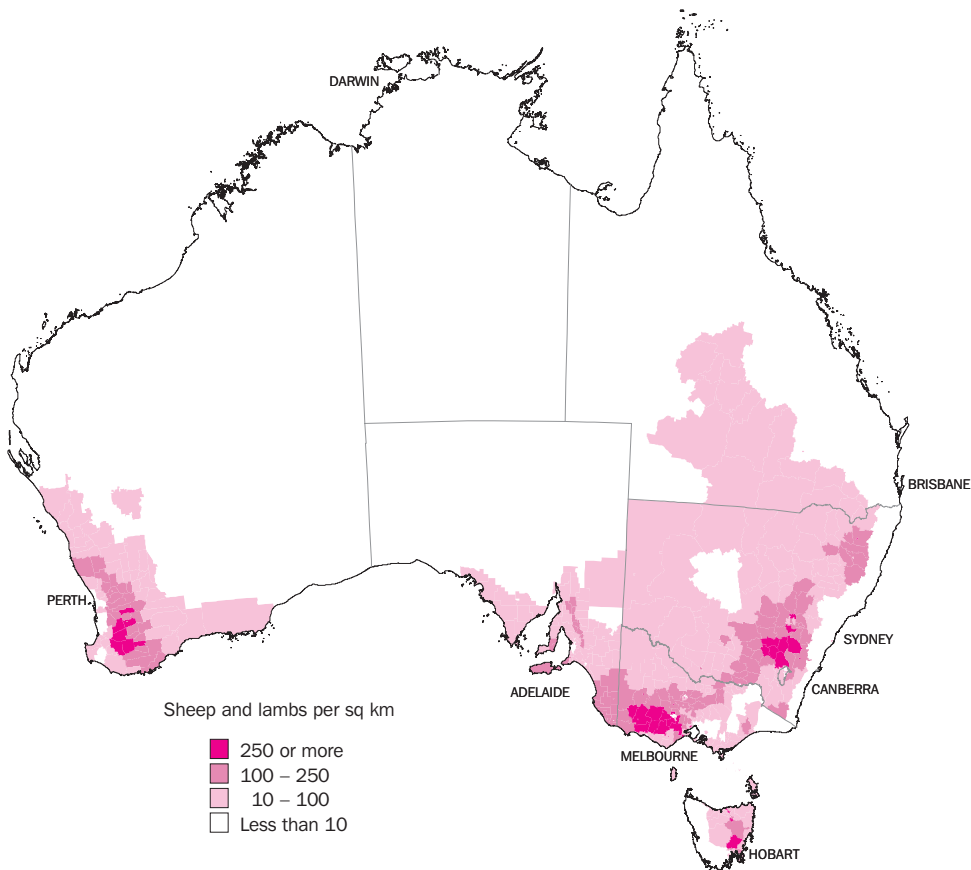 DARWIN
BRISBANE
PERTH
SYDNEY
ADELAIDE
CANBERRA
MELBOURNE
HOBART
Sheep and lambs per sq km
250 or more
100 – 250
10 – 100
Less than 10